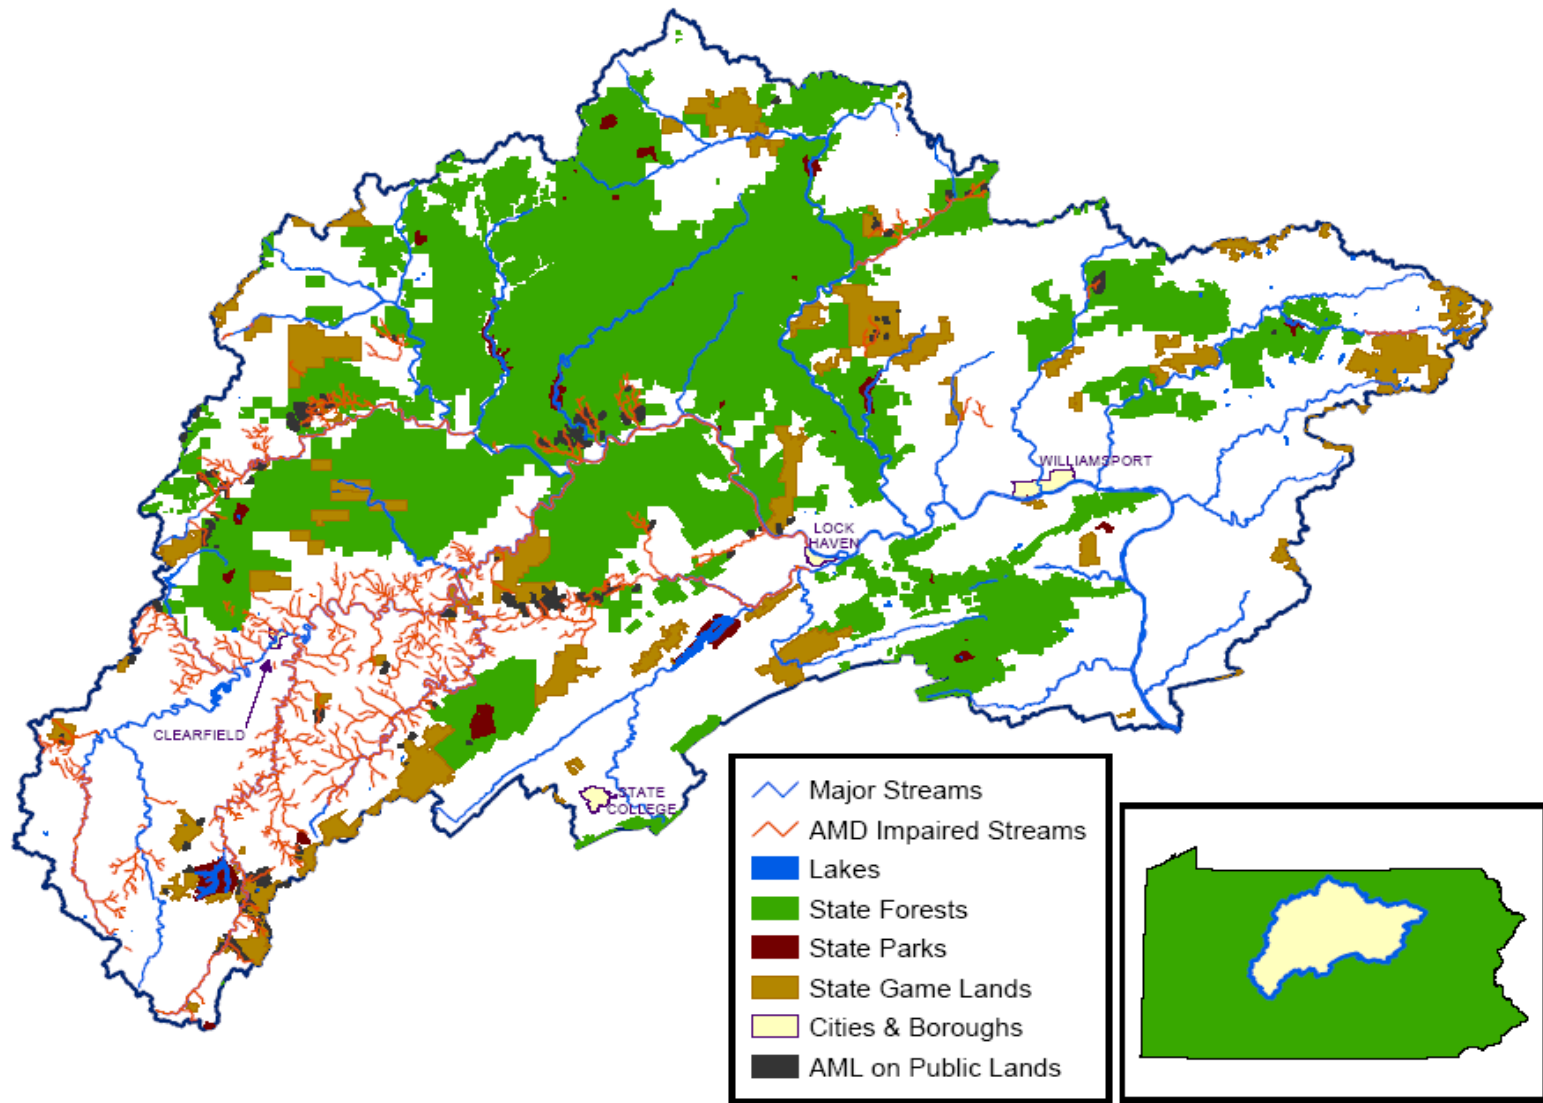 WILLIAMSPORT
LOCK
HAVEN
CLEARFIELD
STATE
COLLEGE
Major Streams
AMD Impaired Streams
Lakes
State Forests
State Parks
State Game Lands
Cities & Boroughs
AML on Public Lands